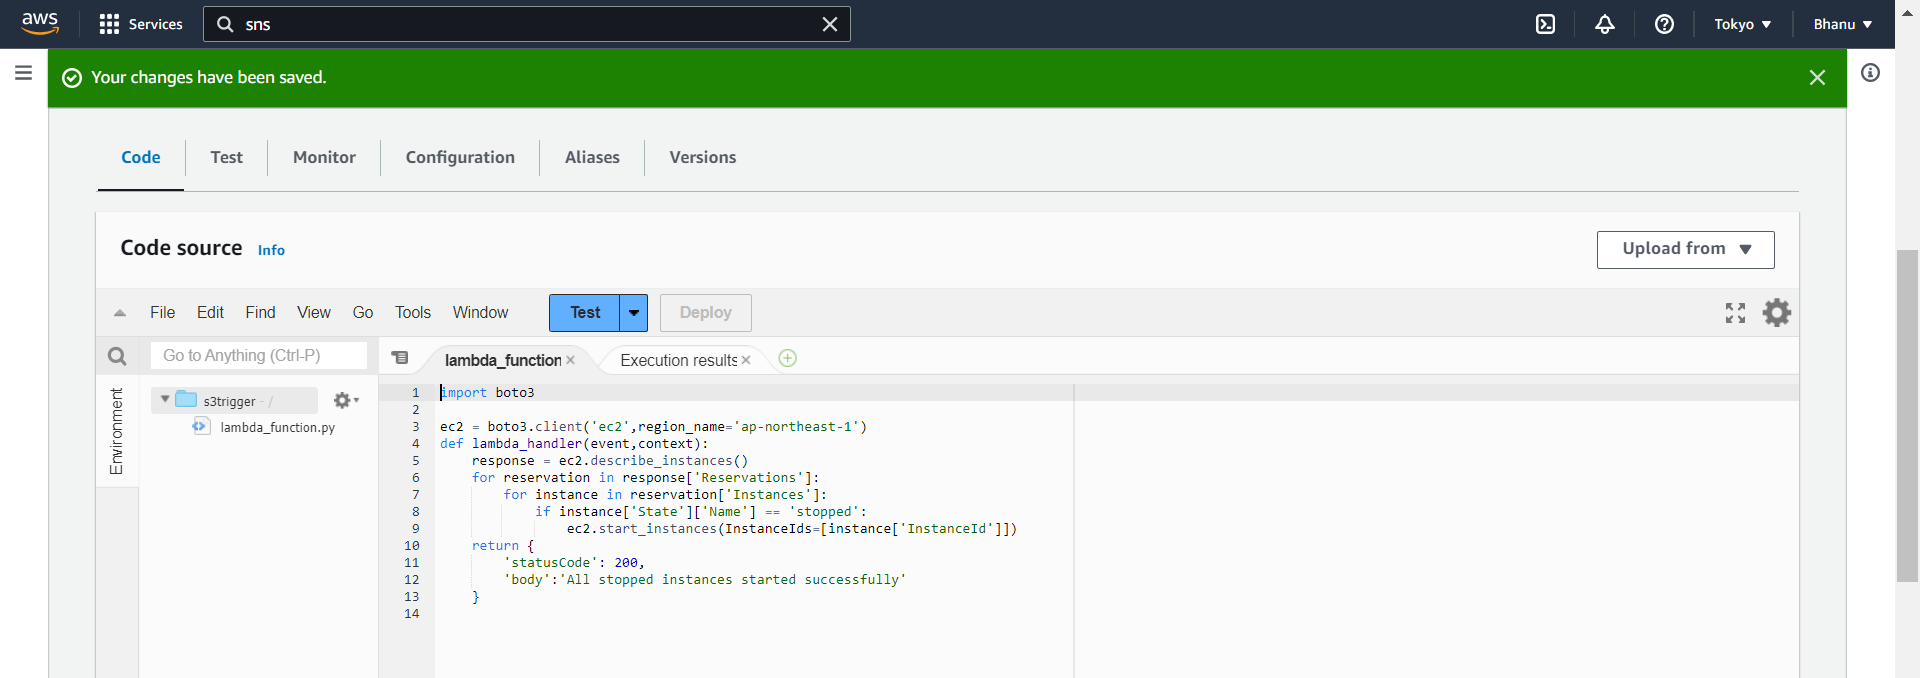 aws Services sns Tokyo ▼ Bhanu ▼
Your changes have been saved.
Code Test Monitor Configuration Aliases Versions
Code source Info Upload from ▼
File Edit Find View Go Tools Window Test Deploy
Go to Anything (Ctrl-P) lambda_function × Execution results ×
Environment
s3trigger - /
lambda_function.py
1 import boto3
2
3 ec2 = boto3.client('ec2',region_name='ap-northeast-1')
4 def lambda_handler(event,context):
5     response = ec2.describe_instances()
6     for reservation in response['Reservations']:
7         for instance in reservation['Instances']:
8             if instance['State']['Name'] == 'stopped':
9                 ec2.start_instances(InstanceIds=[instance['InstanceId']])
10     return {
11         'statusCode': 200,
12         'body':'All stopped instances started successfully'
13     }
14